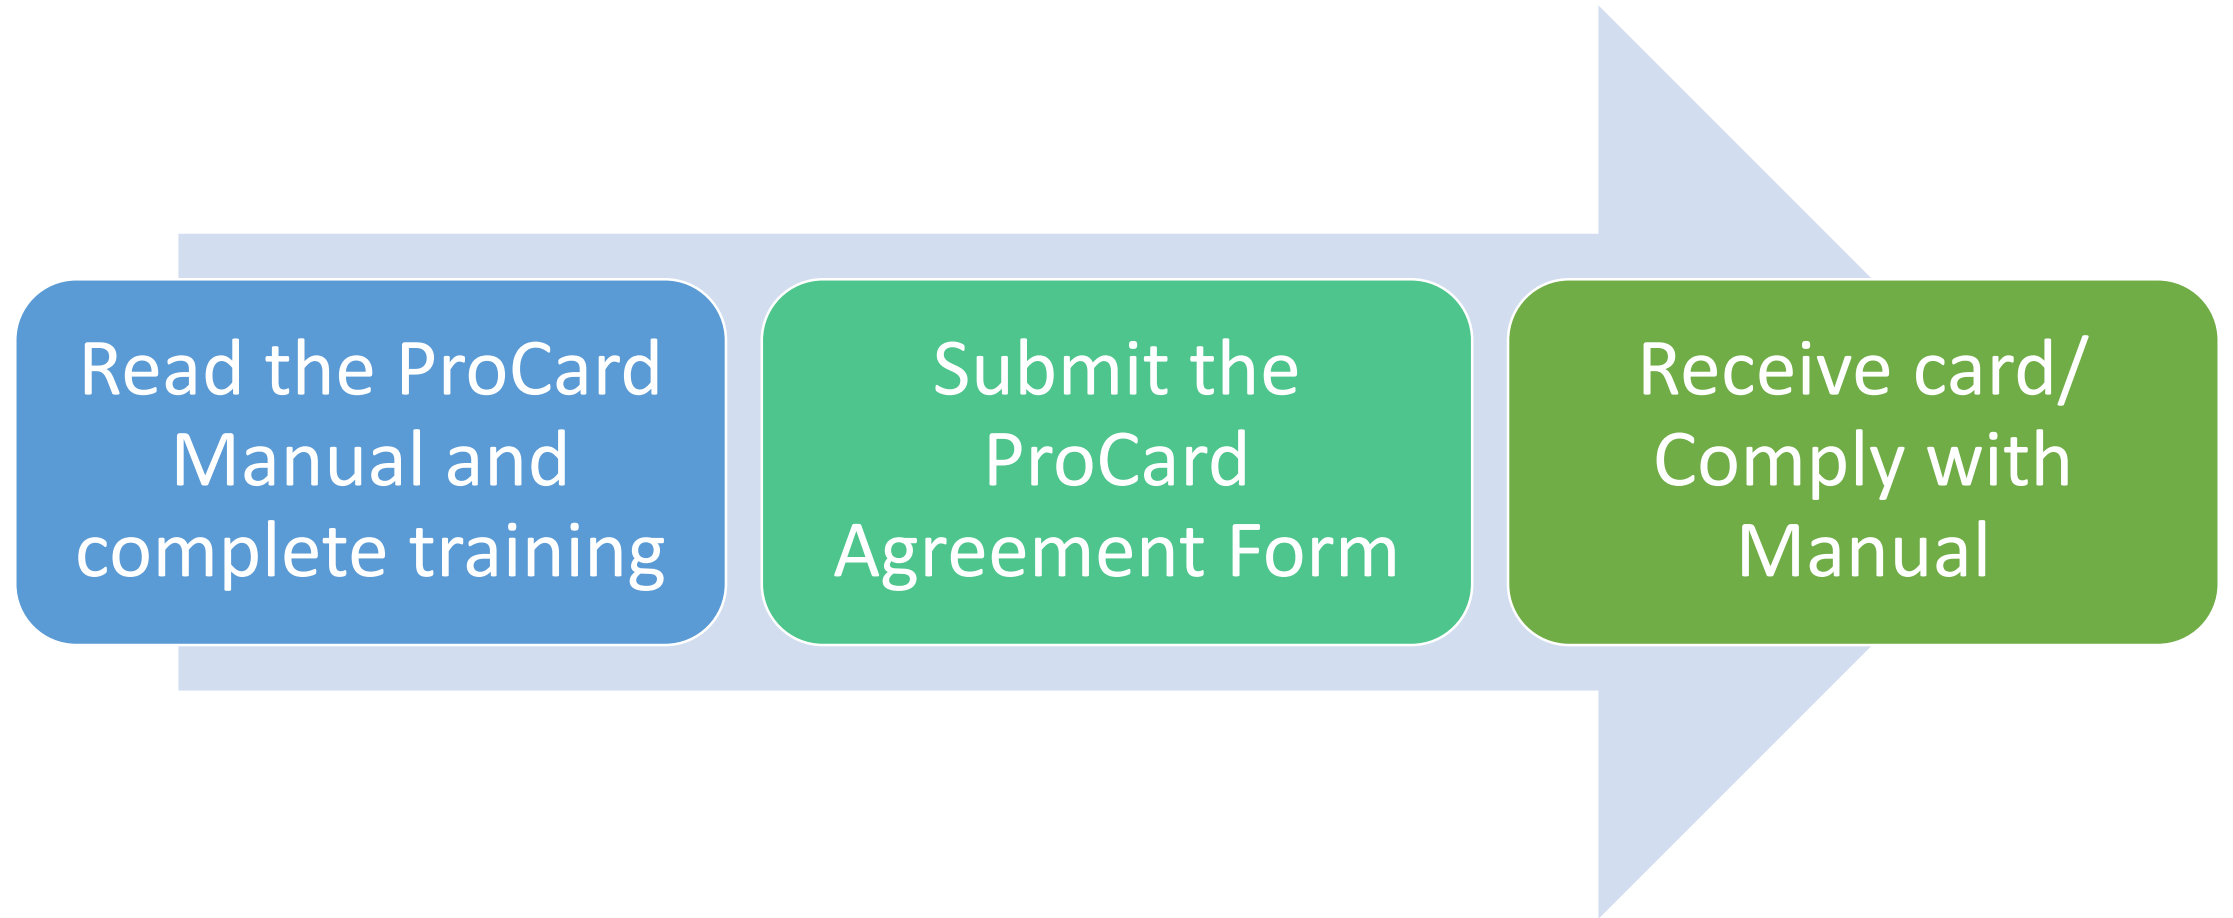 Read the ProCard
Manual and
complete training
Submit the
ProCard
Agreement Form
Receive card/
Comply with
Manual